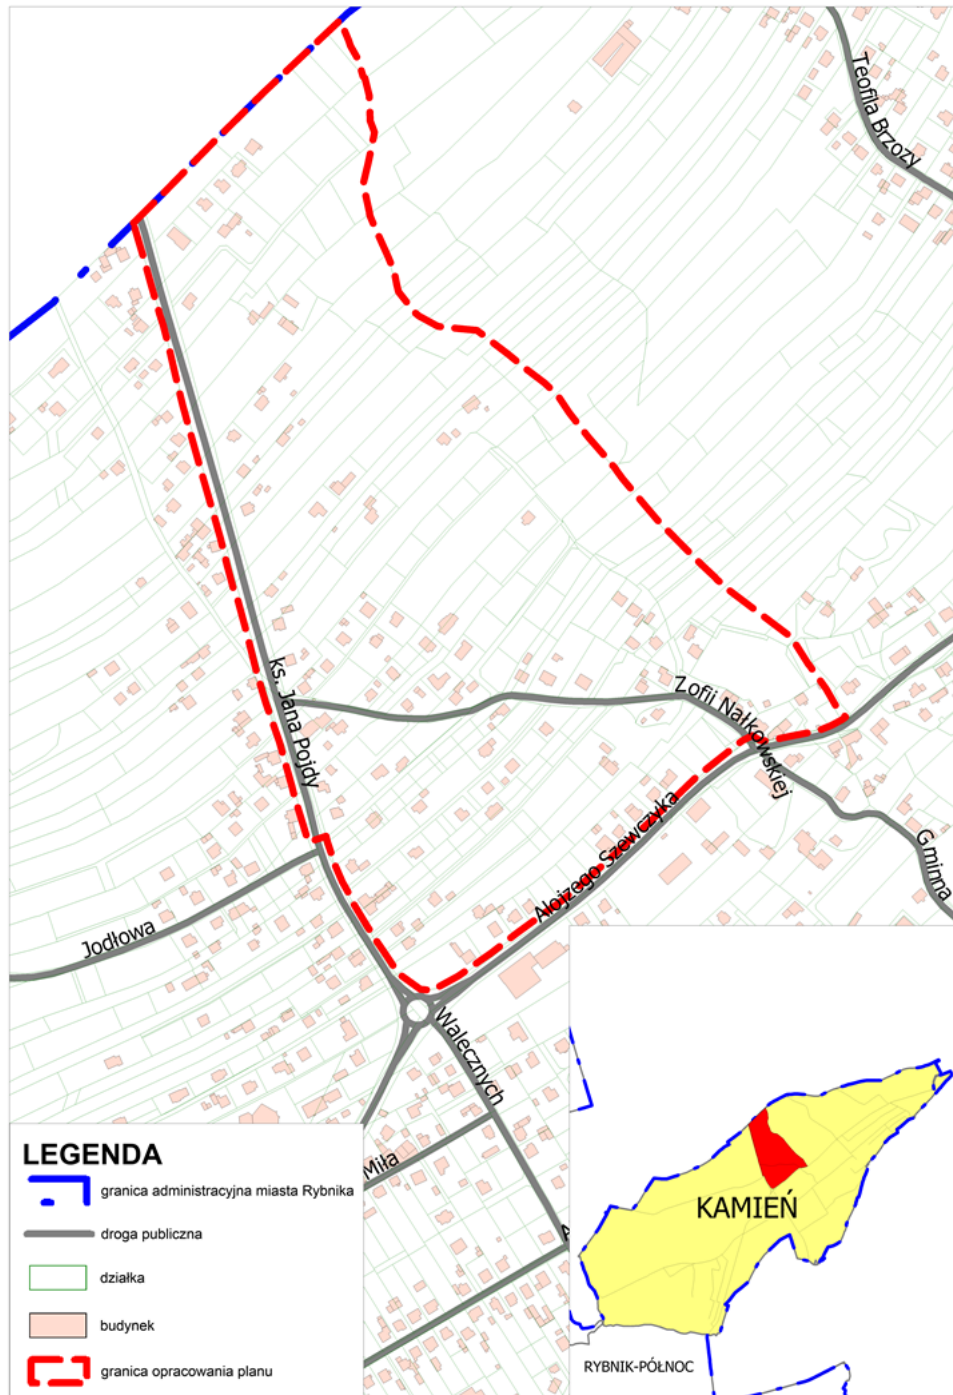 Teofila Brzozy
ks. Jana Pojdy
Zofii Nałkowskiej
Alojzego Szewczyka
Gminna
Jodłowa
Walecznych
Miła
LEGENDA
granica administracyjna miasta Rybnika
droga publiczna
działka
budynek
granica opracowania planu
KAMIEŃ
RYBNIK-PÓŁNOC